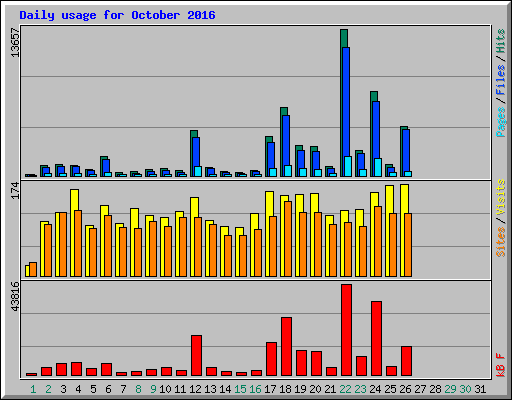 Daily usage for October 2016
13657
Pages / Files / Hits
174
Sites / Visits
43816
kB F
1 2 3 4 5 6 7 8 9 10 11 12 13 14 15 16 17 18 19 20 21 22 23 24 25 26 27 28 29 30 31